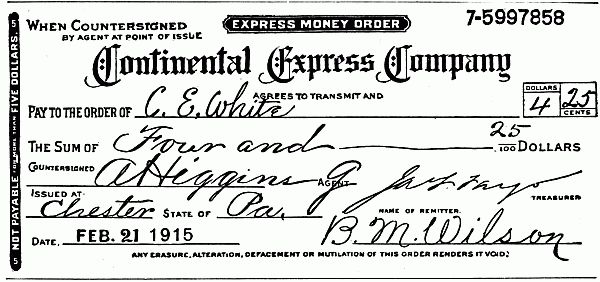 WHEN COUNTERSIGNED
BY AGENT AT POINT OF ISSUE
EXPRESS MONEY ORDER
7-5997858
Continental Express Company
AGREES TO TRANSMIT AND
PAY TO THE ORDER OF C. E. White
DOLLARS 4 25 CENTS
THE SUM OF Four and 25/100 DOLLARS
COUNTERSIGNED A Higgins AGENT
TREASURER
ISSUED AT Chester STATE OF Pa.
NAME OF REMITTER.
DATE. FEB. 21 1915 B. M. Wilson
ANY ERASURE, ALTERATION, DEFACEMENT OR MUTILATION OF THIS ORDER RENDERS IT VOID.
5 NOT PAYABLE FOR MORE THAN FIVE DOLLARS. 5